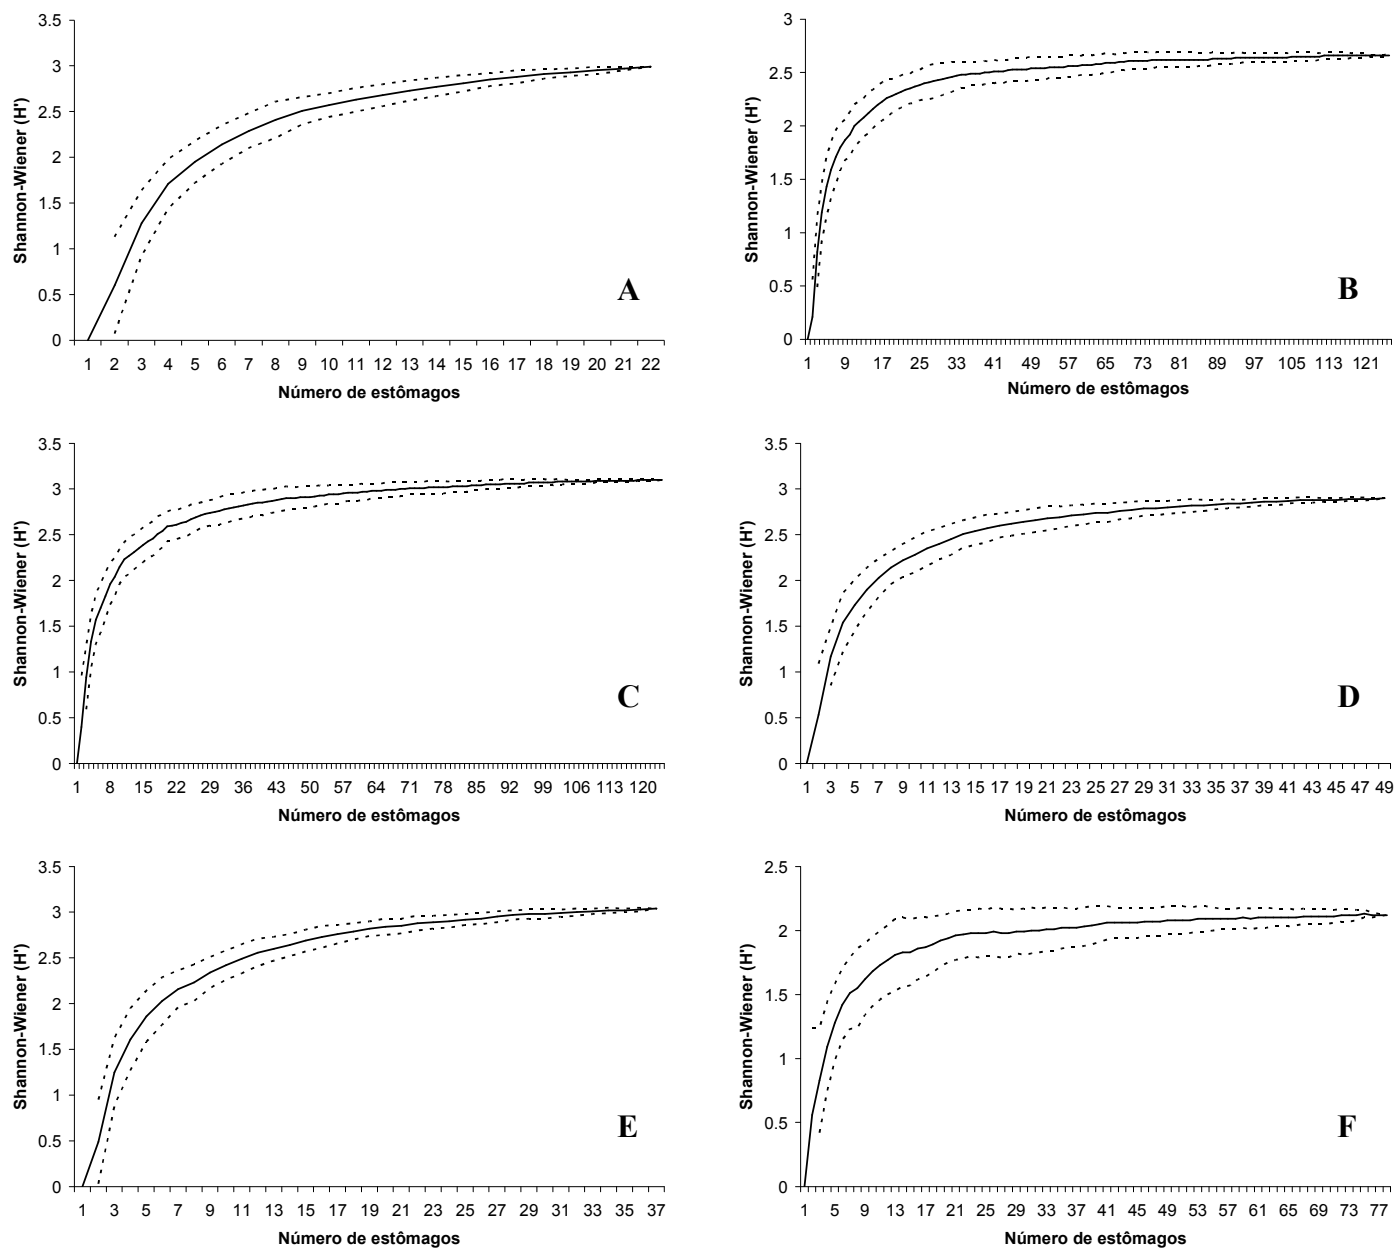 Shannon-Wiener (H')
3.5
3
2.5
2
1.5
1
0.5
0
1 2 3 4 5 6 7 8 9 10 11 12 13 14 15 16 17 18 19 20 21 22
Número de estômagos
A
Shannon-Wiener (H')
3
2.5
2
1.5
1
0.5
0
1 9 17 25 33 41 49 57 65 73 81 89 97 105 113 121
Número de estômagos
B
Shannon-Wiener (H')
3.5
3
2.5
2
1.5
1
0.5
0
1 8 15 22 29 36 43 50 57 64 71 78 85 92 99 106 113 120
Número de estômagos
C
Shannon-Wiener (H')
3.5
3
2.5
2
1.5
1
0.5
0
1 3 5 7 9 11 13 15 17 19 21 23 25 27 29 31 33 35 37 39 41 43 45 47 49
Número de estômagos
D
Shannon-Wiener (H')
3.5
3
2.5
2
1.5
1
0.5
0
1 3 5 7 9 11 13 15 17 19 21 23 25 27 29 31 33 35 37
Número de estômagos
E
Shannon-Wiener (H')
2.5
2
1.5
1
0.5
0
1 5 9 13 17 21 25 29 33 37 41 45 49 53 57 61 65 69 73 77
Número de estômagos
F